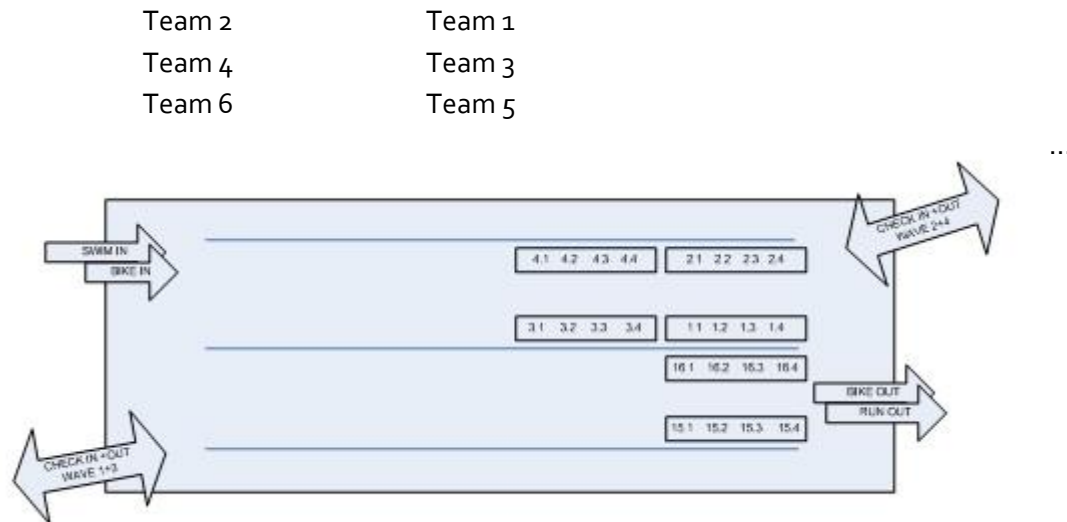 Team 2 Team 1
Team 4 Team 3
Team 6 Team 5
...
CHECK IN +OUT
WAVE 2+4
SWIM IN
BIKE IN
4.1 4.2 4.3 4.4 2.1 2.2 2.3 2.4
3.1 3.2 3.3 3.4 1.1 1.2 1.3 1.4
16.1 16.2 16.3 16.4
BIKE OUT
RUN OUT
15.1 15.2 15.3 15.4
CHECK IN +OUT
WAVE 1+3